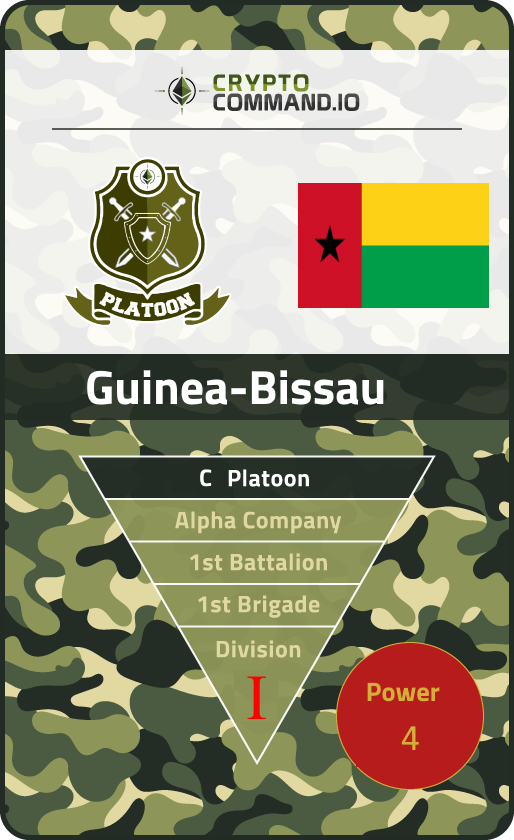 CRYPTO
COMMAND.IO
PLATOON
Guinea-Bissau
C Platoon
Alpha Company
1st Battalion
1st Brigade
Division
I
Power
4